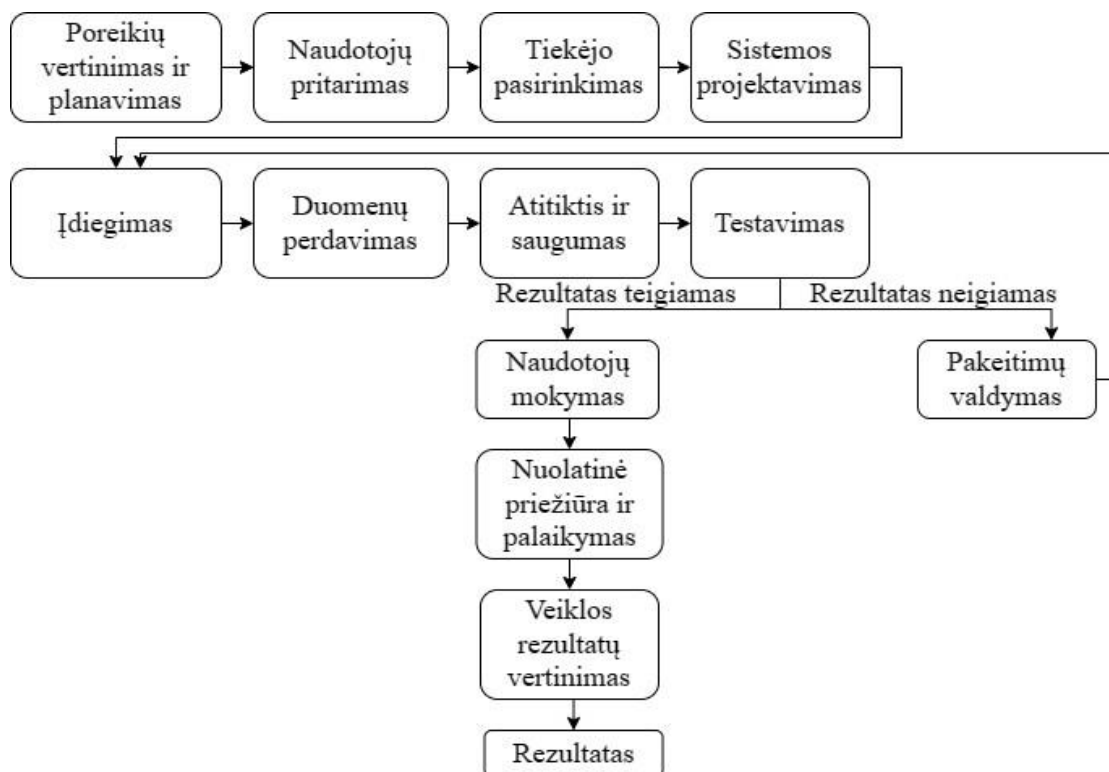 Poreikių
vertinimas ir
planavimas
Naudotojų
pritarimas
Tiekėjo
pasirinkimas
Sistemos
projektavimas
Įdiegimas
Duomenų
perdavimas
Atitiktis ir
saugumas
Testavimas
Rezultatas teigiamas
Rezultatas neigiamas
Naudotojų
mokymas
Pakeitimų
valdymas
Nuolatinė
priežiūra ir
palaikymas
Veiklos
rezultatų
vertinimas
Rezultatas